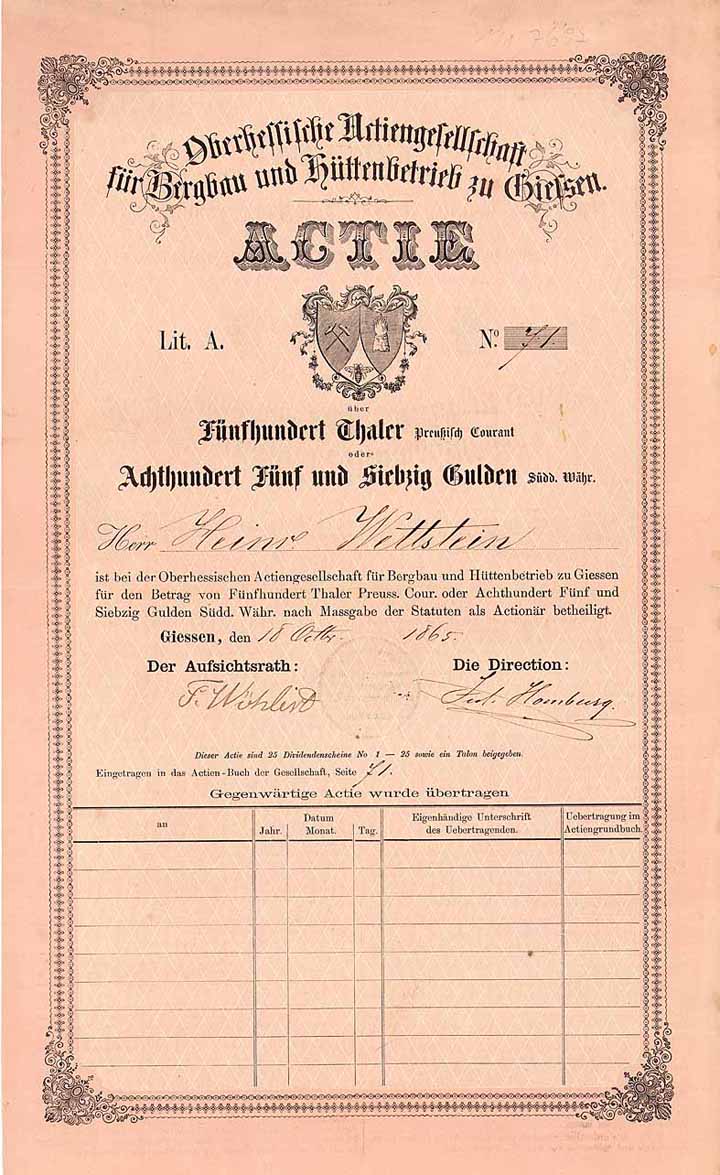 Oberhessische Actiengesellschaft
für Bergbau und Hüttenbetrieb zu Giessen.
ACTIE
Lit. A. No. 71
über
Fünfhundert Thaler Preußisch Courant
oder
Achthundert Fünf und Siebzig Gulden Südd. Währ.
Herr Heinr. Wettstein
ist bei der Oberhessischen Actiengesellschaft für Bergbau und Hüttenbetrieb zu Giessen
für den Betrag von Fünfhundert Thaler Preuss. Cour. oder Achthundert Fünf und
Siebzig Gulden Südd. Währ. nach Massgabe der Statuten als Actionär betheiligt.
Giessen, den 18 Octbr. 1865.
Der Aufsichtsrath: Die Direction:
Homburg.
Dieser Actie sind 25 Dividendenscheine No 1 — 25 sowie ein Talon beigegeben.
Eingetragen in das Actien-Buch der Gesellschaft, Seite 71.
Gegenwärtige Actie wurde übertragen
an Datum Eigenhändige Unterschrift Uebertragung im
Jahr. Monat. Tag. des Uebertragenden. Actiengrundbuch.